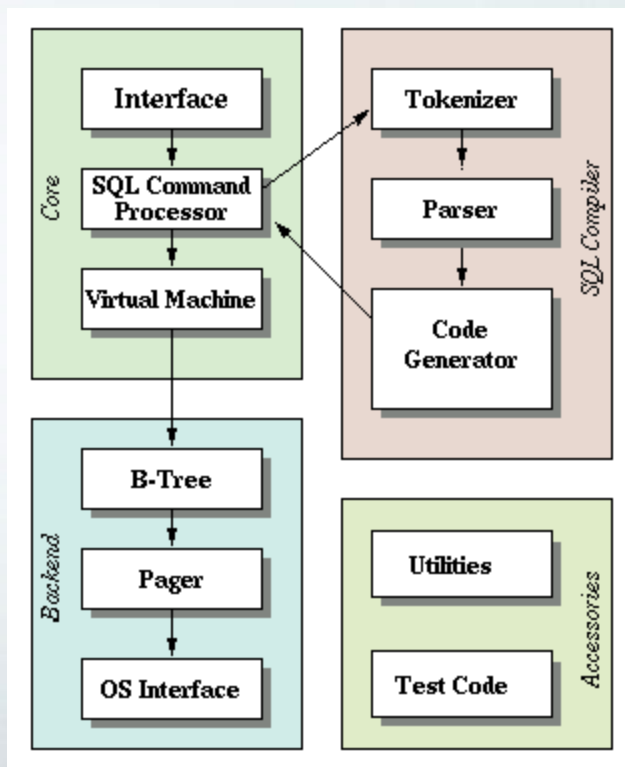 Core
Interface
SQL Command
Processor
Virtual Machine
SQL Compiler
Tokenizer
Parser
Code
Generator
Backend
B-Tree
Pager
OS Interface
Accessories
Utilities
Test Code